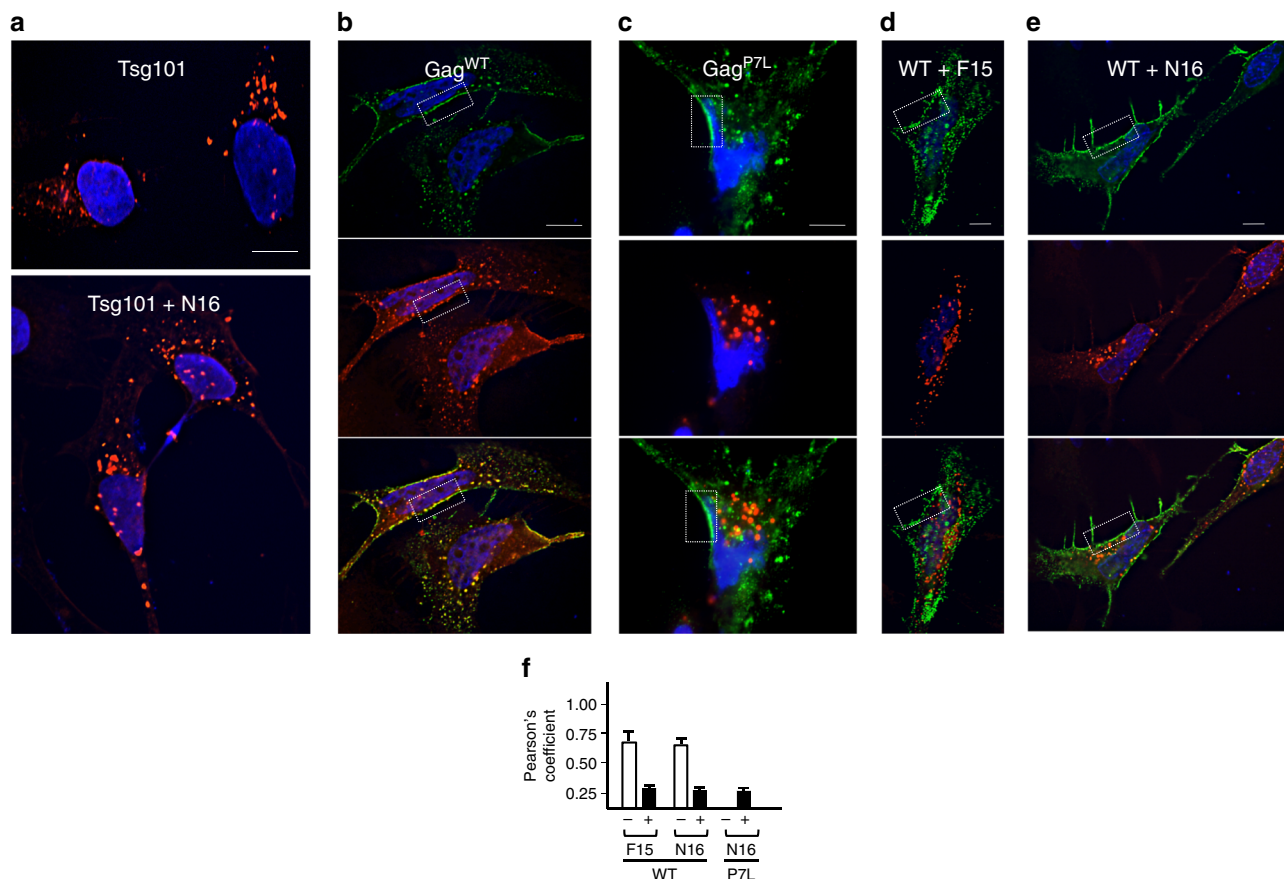 a
Tsg101
Tsg101 + N16
b
Gag^WT
c
Gag^P7L
d
WT + F15
e
WT + N16
f
Pearson's
coefficient
1.00
0.75
0.50
0.25
− + − + − +
F15 N16 N16
WT P7L